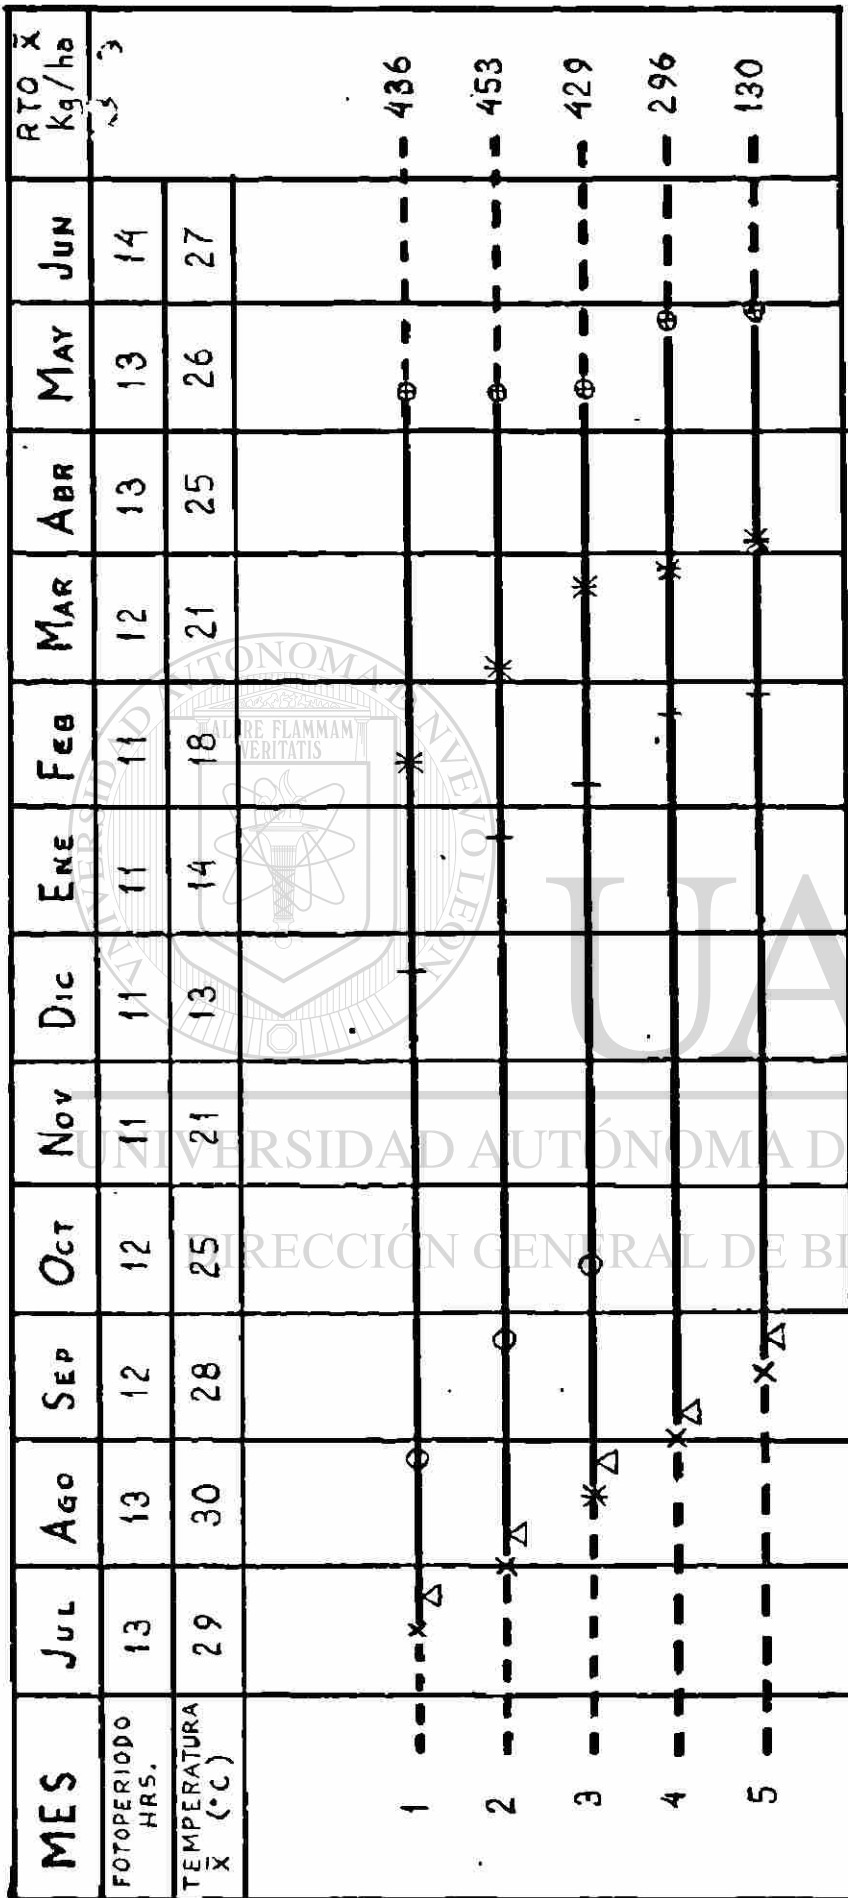 MES JUL AGO SEP OCT NOV DIC ENE FEB MAR ABR MAY JUN RTO X̄ Kg/ha
FOTOPERIODO HRS. 13 13 12 12 11 11 11 11 12 13 13 14
TEMPERATURA X̄ (°C) 29 30 28 25 21 13 14 18 21 25 26 27
1 436
2 453
3 429
4 296
5 130
UNIVERSIDAD AUTÓNOMA D
DIRECCIÓN GENERAL DE BI
UA
ALERE FLAMMAM
VERITATIS